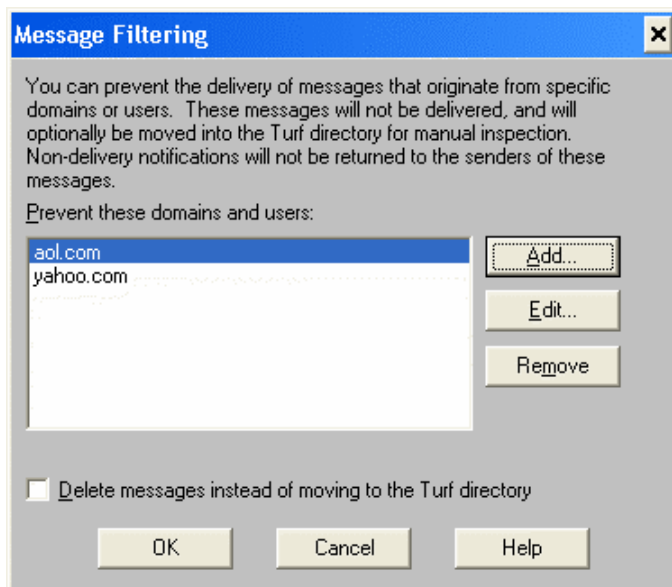 Message Filtering
You can prevent the delivery of messages that originate from specific
domains or users. These messages will not be delivered, and will
optionally be moved into the Turf directory for manual inspection.
Non-delivery notifications will not be returned to the senders of these
messages.
Prevent these domains and users:
aol.com
yahoo.com
Add...
Edit...
Remove
Delete messages instead of moving to the Turf directory
OK
Cancel
Help